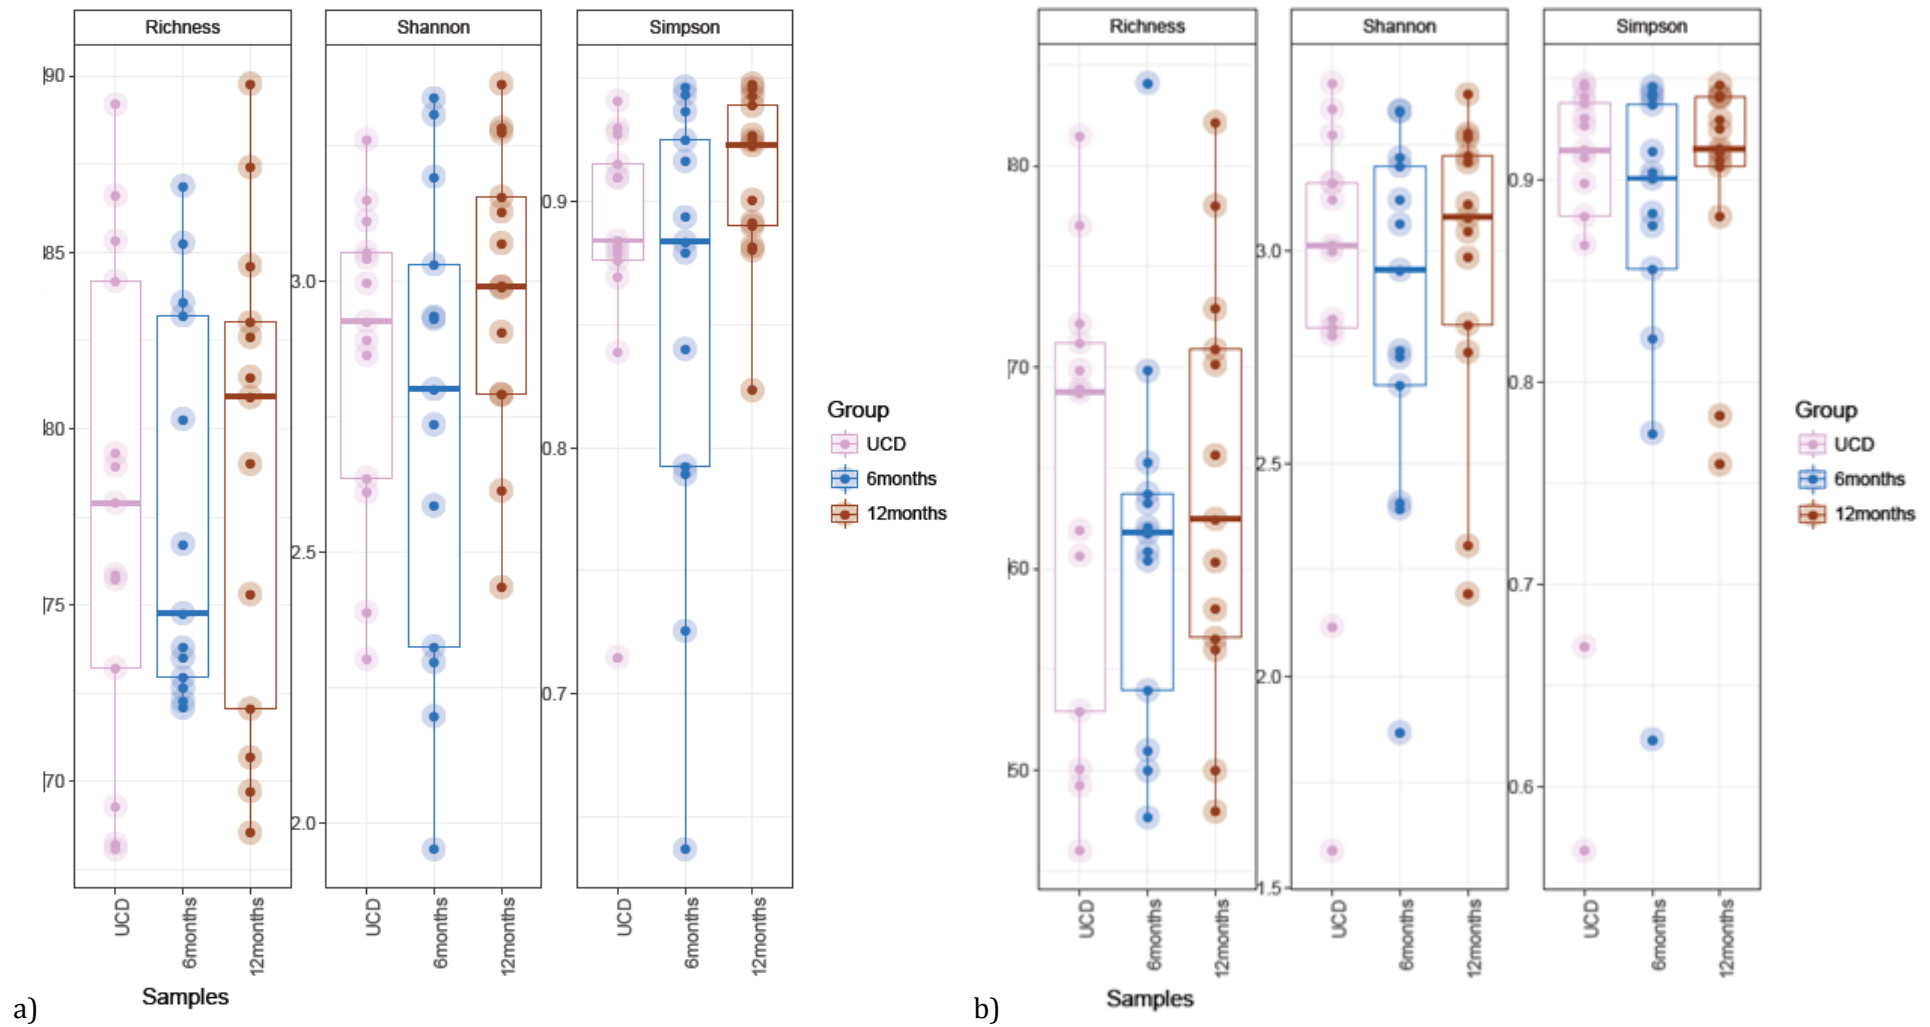 Richness
Shannon
Simpson
90
85
80
75
70
3.0
2.5
2.0
0.9
0.8
0.7
UCD
6months
12months
UCD
6months
12months
UCD
6months
12months
Samples
Group
UCD
6months
12months
a)
Richness
Shannon
Simpson
80
70
60
50
3.0
2.5
2.0
1.5
0.9
0.8
0.7
0.6
UCD
6months
12months
UCD
6months
12months
UCD
6months
12months
Samples
Group
UCD
6months
12months
b)